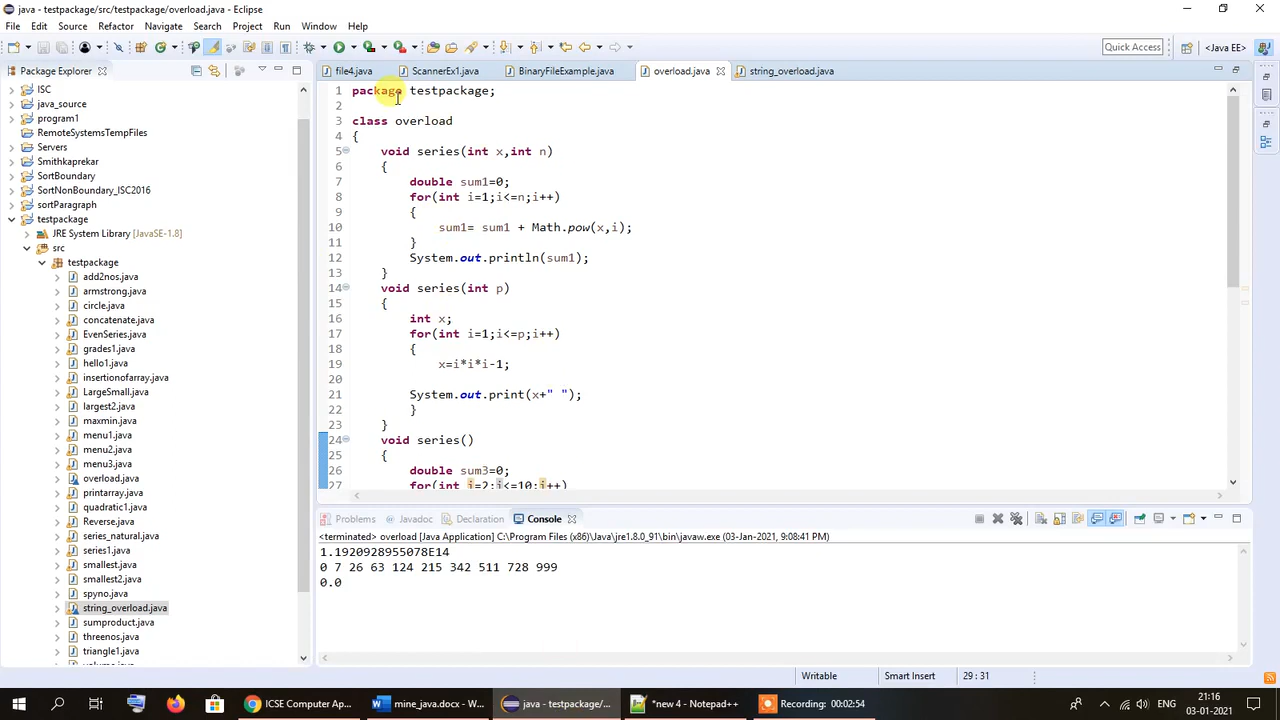 java - testpackage/src/testpackage/overload.java - Eclipse
File Edit Source Refactor Navigate Search Project Run Window Help
Quick Access
<Java EE>
Package Explorer
ISC
java_source
program1
RemoteSystemsTempFiles
Servers
Smithkaprekar
SortBoundary
SortNonBoundary_ISC2016
sortParagraph
testpackage
JRE System Library [JavaSE-1.8]
src
testpackage
add2nos.java
armstrong.java
circle.java
concatenate.java
EvenSeries.java
grades1.java
hello1.java
insertionofarray.java
LargeSmall.java
largest2.java
maxmin.java
menu1.java
menu2.java
menu3.java
overload.java
printarray.java
quadratic1.java
Reverse.java
series_natural.java
series1.java
smallest.java
smallest2.java
spyno.java
string_overload.java
sumproduct.java
threenos.java
triangle1.java
volume.java
file4.java ScannerEx1.java BinaryFileExample.java overload.java string_overload.java
1 package testpackage;
2
3 class overload
4 {
5 void series(int x,int n)
6 {
7 double sum1=0;
8 for(int i=1;i<=n;i++)
9 {
10 sum1= sum1 + Math.pow(x,i);
11 }
12 System.out.println(sum1);
13 }
14 void series(int p)
15 {
16 int x;
17 for(int i=1;i<=p;i++)
18 {
19 x=i*i*i-1;
20
21 System.out.print(x+" ");
22 }
23 }
24 void series()
25 {
26 double sum3=0;
27 for(int i=2;i<=10;i++)
Problems Javadoc Declaration Console
<terminated> overload [Java Application] C:\Program Files (x86)\Java\jre1.8.0_91\bin\javaw.exe (03-Jan-2021, 9:08:41 PM)
1.1920928955078E14
0 7 26 63 124 215 342 511 728 999
0.0
Writable Smart Insert 29 : 31
ICSE Computer Ap... mine_java.docx - W... java - testpackage/... *new 4 - Notepad++ Recording: 00:02:54
21:16
03-01-2021